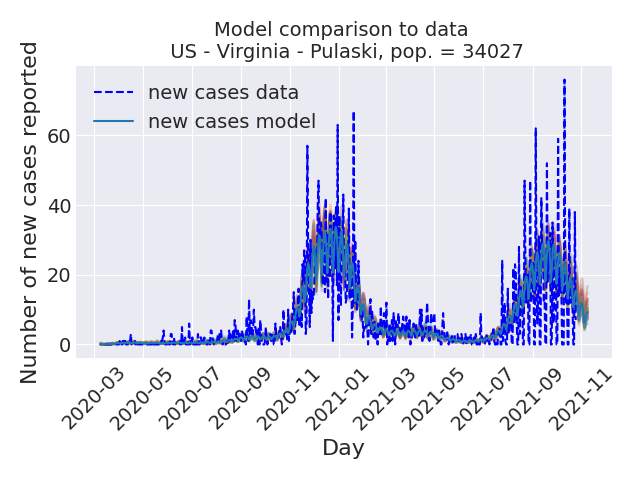 Model comparison to data
US - Virginia - Pulaski, pop. = 34027
Number of new cases reported
new cases data
new cases model
60
40
20
0
2020-03
2020-05
2020-07
2020-09
2020-11
2021-01
2021-03
2021-05
2021-07
2021-09
2021-11
Day